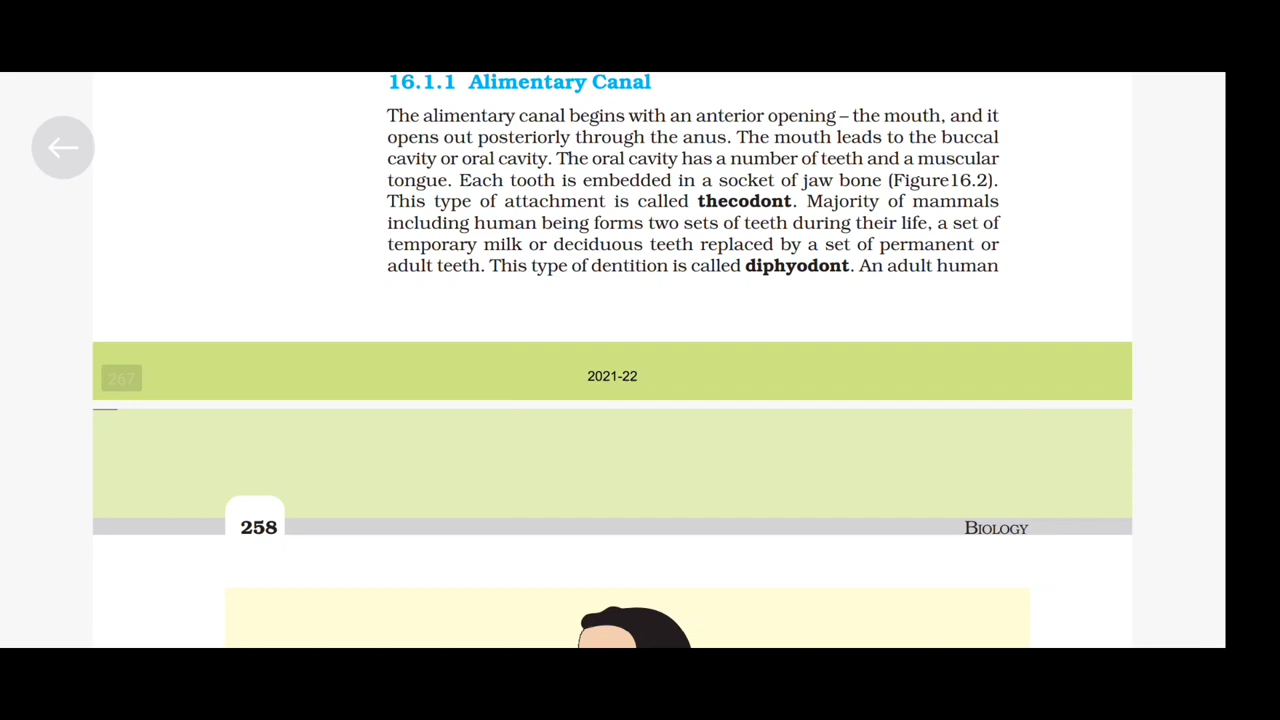 16.1.1 Alimentary Canal
The alimentary canal begins with an anterior opening – the mouth, and it
opens out posteriorly through the anus. The mouth leads to the buccal
cavity or oral cavity. The oral cavity has a number of teeth and a muscular
tongue. Each tooth is embedded in a socket of jaw bone (Figure16.2).
This type of attachment is called thecodont. Majority of mammals
including human being forms two sets of teeth during their life, a set of
temporary milk or deciduous teeth replaced by a set of permanent or
adult teeth. This type of dentition is called diphyodont. An adult human
267
2021-22
258
BIOLOGY